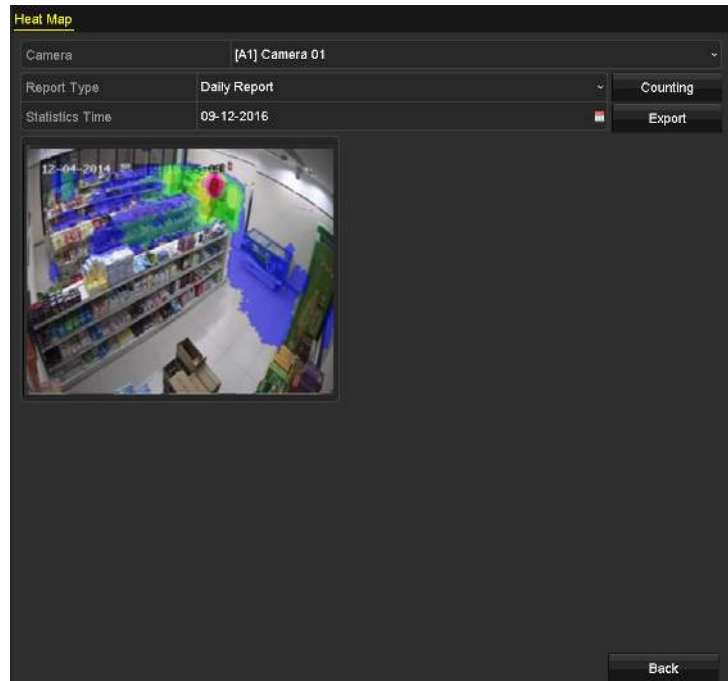 Heat Map
Camera [A1] Camera 01
Report Type Daily Report Counting
Statistics Time 09-12-2016 Export
12-04-2014
Back